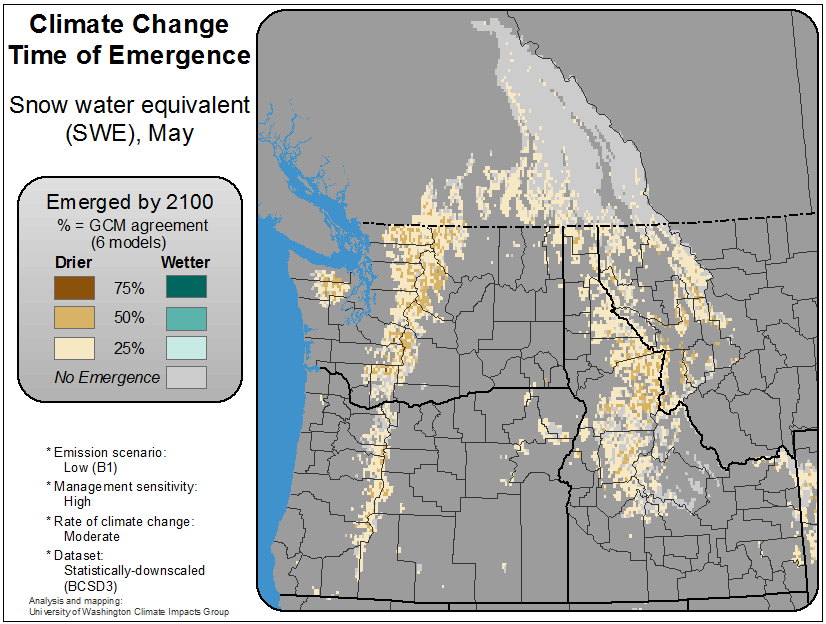 Climate Change
Time of Emergence
Snow water equivalent
(SWE), May
Emerged by 2100
% = GCM agreement
(6 models)
Drier Wetter
75%
50%
25%
No Emergence
* Emission scenario:
Low (B1)
* Management sensitivity:
High
* Rate of climate change:
Moderate
* Dataset:
Statistically-downscaled
(BCSD3)
Analysis and mapping:
University of Washington Climate Impacts Group